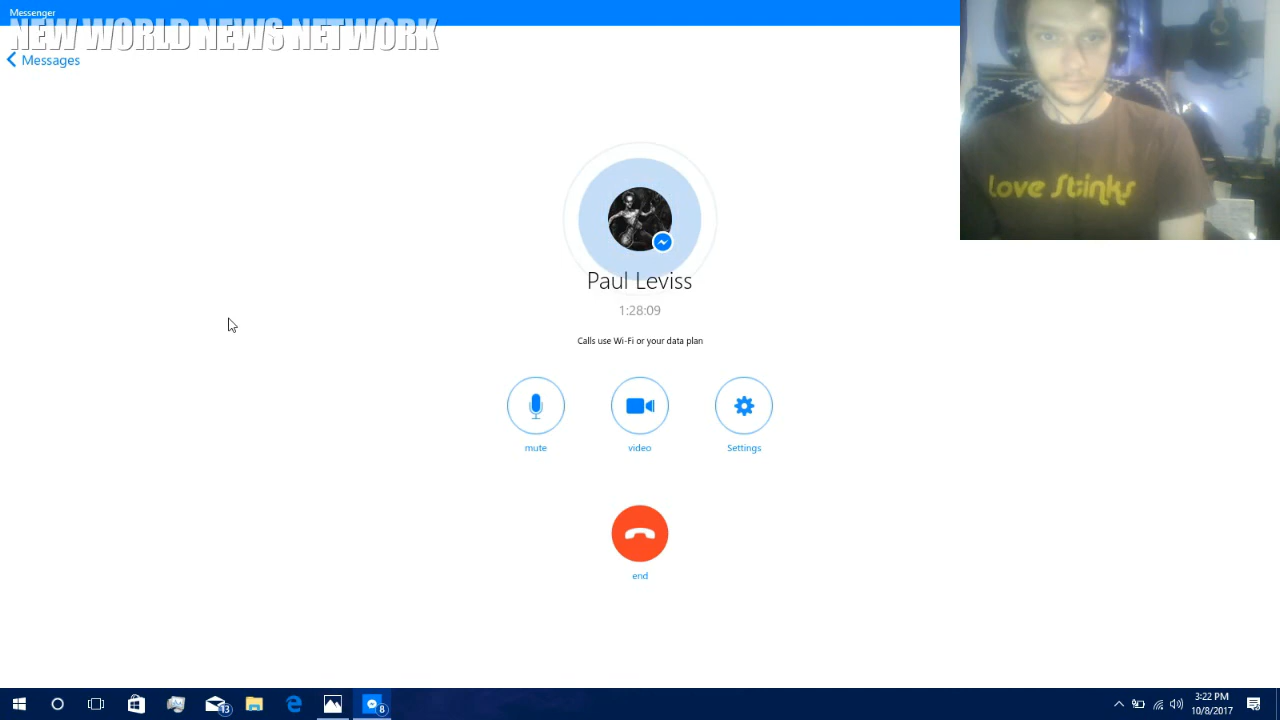 Messenger
NEW WORLD NEWS NETWORK
Messages
love Stinks
Paul Leviss
1:28:09
Calls use Wi-Fi or your data plan
mute
video
Settings
end
13
8
3:22 PM
10/8/2017